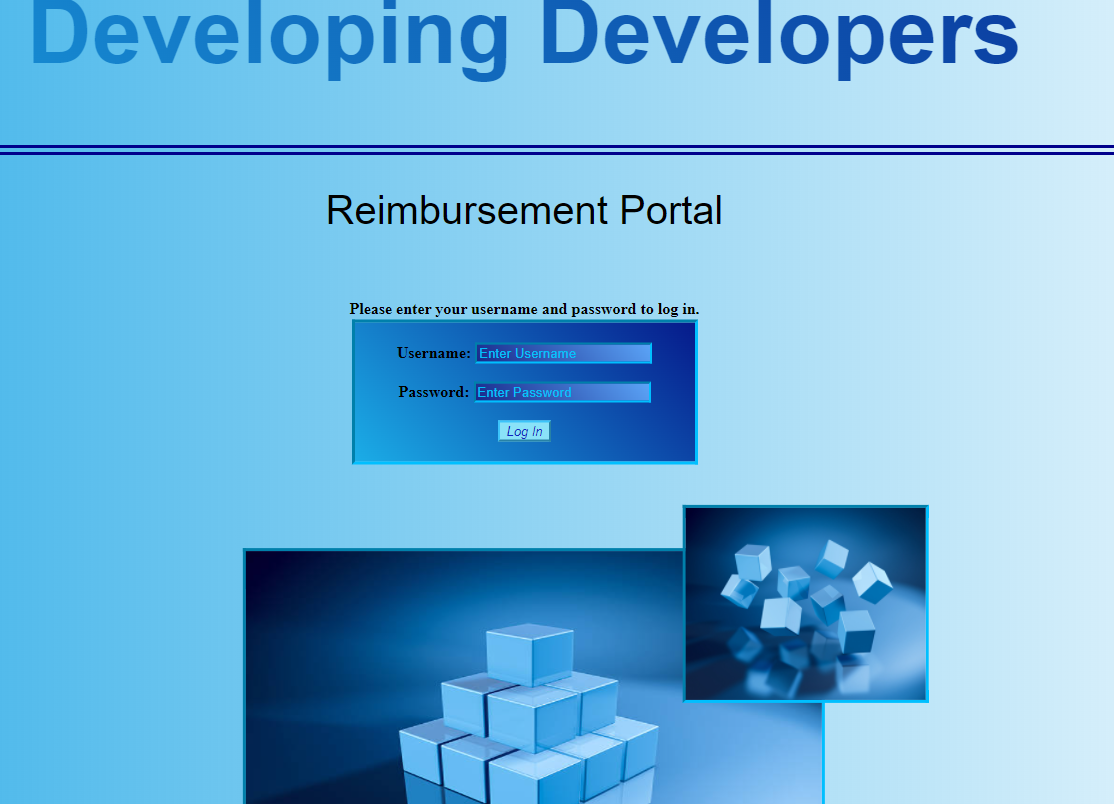 Developing Developers
Reimbursement Portal
Please enter your username and password to log in.
Username: Enter Username
Password: Enter Password
Log In